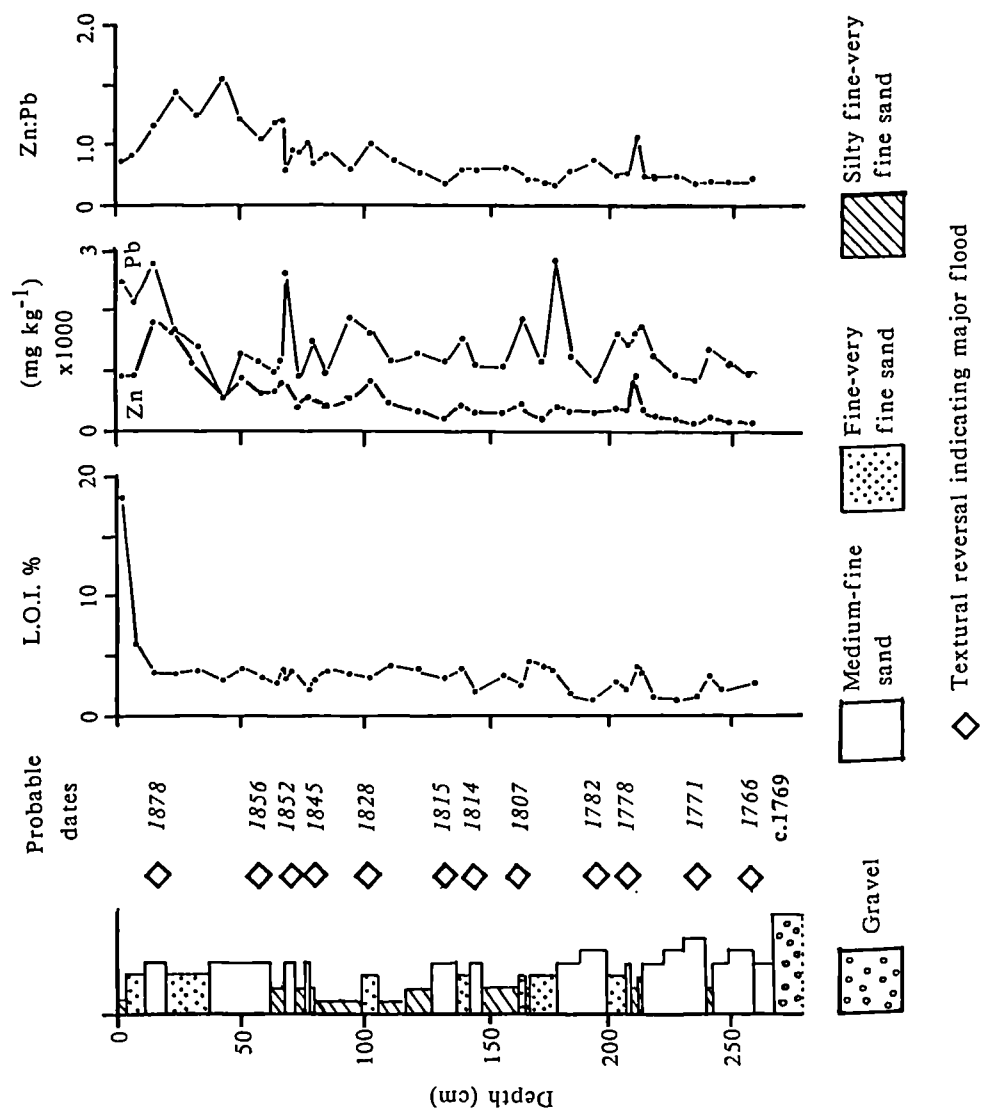 Probable
dates
L.O.I. %
(mg kg⁻¹)
x1000
Zn:Pb
0 10 20
0 3
0 1.0 2.0
Zn
Pb
Depth (cm)
0
50
100
150
200
250
1878
1856
1852
1845
1828
1815
1814
1807
1782
1778
1771
1766
c.1769
Gravel
Medium-fine
sand
Fine-very
fine sand
Silty fine-very
fine sand
Textural reversal indicating major flood